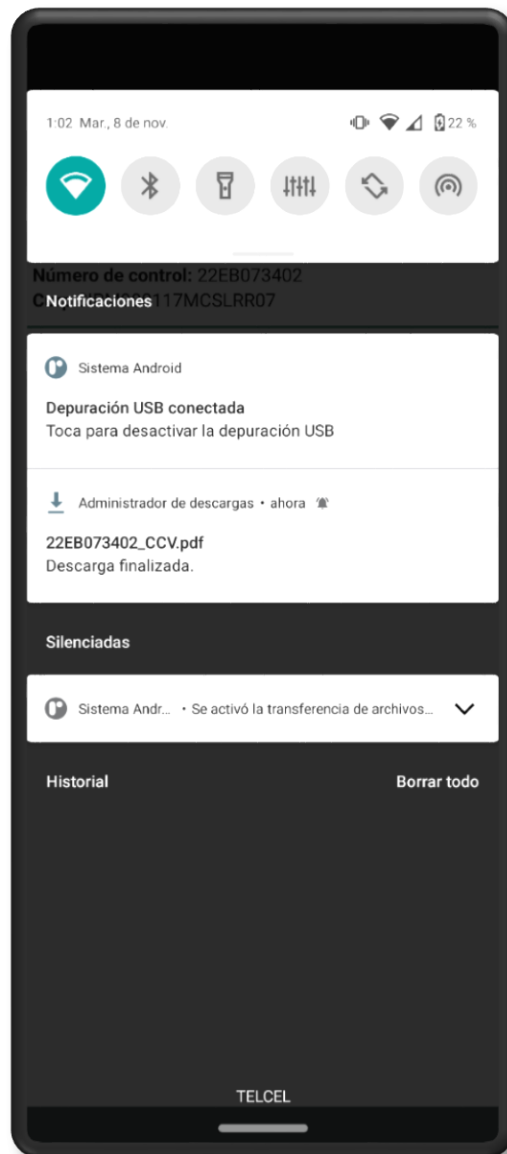 1:02 Mar., 8 de nov.
22 %
Número de control: 22EB073402
117MCSLRR07
Notificaciones
Sistema Android
Depuración USB conectada
Toca para desactivar la depuración USB
Administrador de descargas • ahora
22EB073402_CCV.pdf
Descarga finalizada.
Silenciadas
Sistema Andr... • Se activó la transferencia de archivos...
Historial
Borrar todo
TELCEL